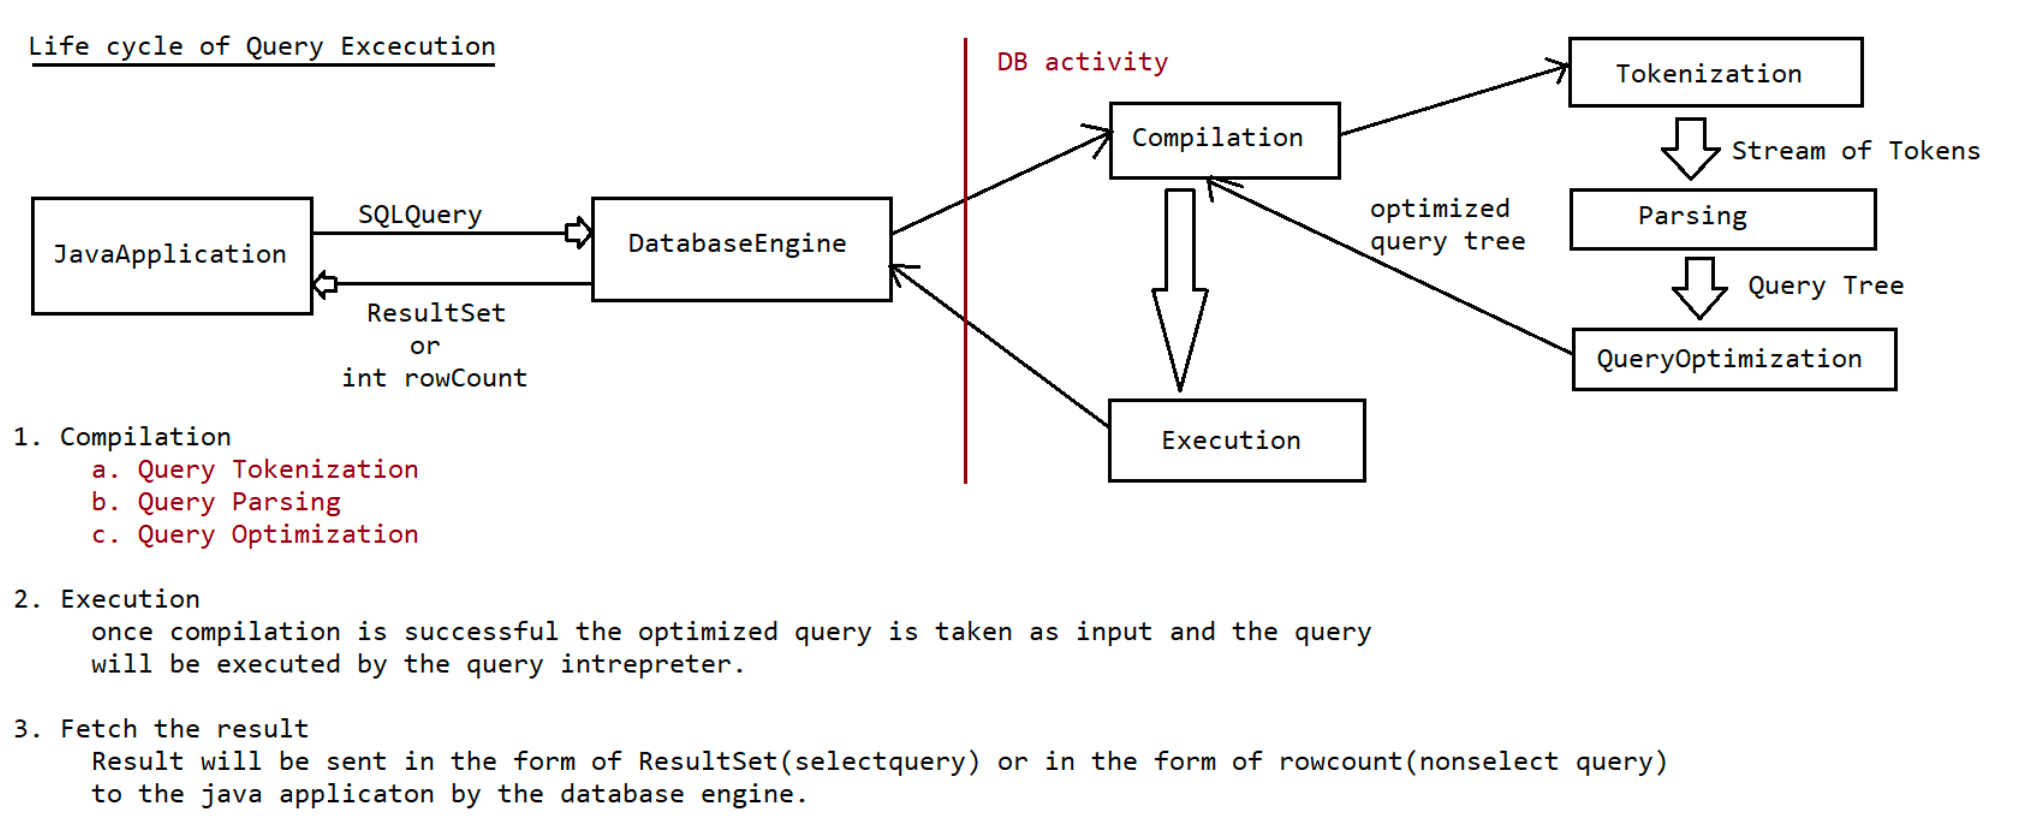 Life cycle of Query Excecution
DB activity
Tokenization
Compilation
Stream of Tokens
JavaApplication
SQLQuery
DatabaseEngine
optimized
query tree
Parsing
Query Tree
ResultSet
or
int rowCount
QueryOptimization
Execution
1. Compilation
a. Query Tokenization
b. Query Parsing
c. Query Optimization
2. Execution
once compilation is successful the optimized query is taken as input and the query
will be executed by the query intrepreter.
3. Fetch the result
Result will be sent in the form of ResultSet(selectquery) or in the form of rowcount(nonselect query)
to the java applicaton by the database engine.